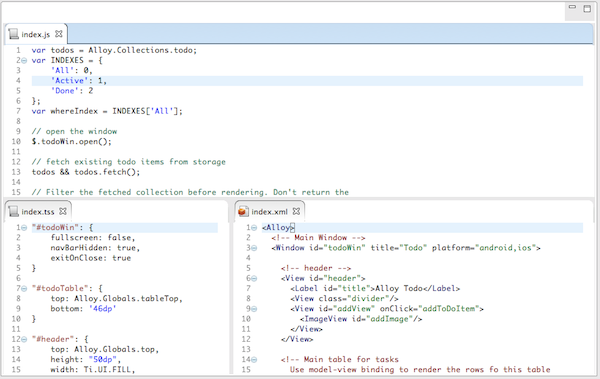 index.js
1 var todos = Alloy.Collections.todo;
2 var INDEXES = {
3     'All': 0,
4     'Active': 1,
5     'Done': 2
6 };
7 var whereIndex = INDEXES['All'];
8
9 // open the window
10 $.todoWin.open();
11
12 // fetch existing todo items from storage
13 todos && todos.fetch();
14
15 // Filter the fetched collection before rendering. Don't return the
index.tss
1 "#todoWin": {
2     fullscreen: false,
3     navBarHidden: true,
4     exitOnClose: true
5 }
6
7 "#todoTable": {
8     top: Alloy.Globals.tableTop,
9     bottom: '46dp'
10 }
11
12 "#header": {
13     top: Alloy.Globals.top,
14     height: "50dp",
15     width: Ti.UI.FILL,
index.xml
1 <Alloy>
2   <!-- Main Window -->
3   <Window id="todoWin" title="Todo" platform="android,ios">
4
5     <!-- header -->
6     <View id="header">
7       <Label id="title">Alloy Todo</Label>
8       <View class="divider"/>
9       <View id="addView" onClick="addToDoItem">
10         <ImageView id="addImage"/>
11       </View>
12     </View>
13
14     <!-- Main table for tasks
15       Use model-view binding to render the rows fo this table